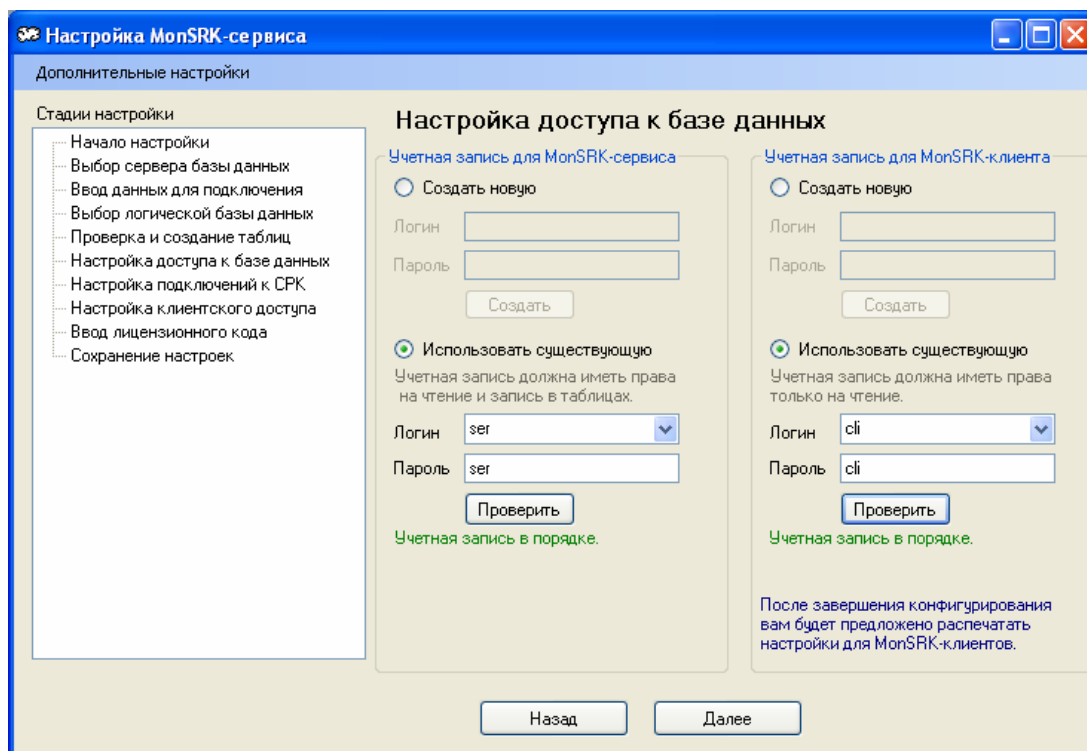 Настройка MonSRK-сервиса
Дополнительные настройки
Стадии настройки
Начало настройки
Выбор сервера базы данных
Ввод данных для подключения
Выбор логической базы данных
Проверка и создание таблиц
Настройка доступа к базе данных
Настройка подключений к СРК
Настройка клиентского доступа
Ввод лицензионного кода
Сохранение настроек
Настройка доступа к базе данных
Учетная запись для MonSRK-сервиса
Создать новую
Логин
Пароль
Создать
Использовать существующую
Учетная запись должна иметь права
на чтение и запись в таблицах.
Логин ser
Пароль ser
Проверить
Учетная запись в порядке.
Учетная запись для MonSRK-клиента
Создать новую
Логин
Пароль
Создать
Использовать существующую
Учетная запись должна иметь права
только на чтение.
Логин cli
Пароль cli
Проверить
Учетная запись в порядке.
После завершения конфигурирования
вам будет предложено распечатать
настройки для MonSRK-клиентов.
Назад
Далее